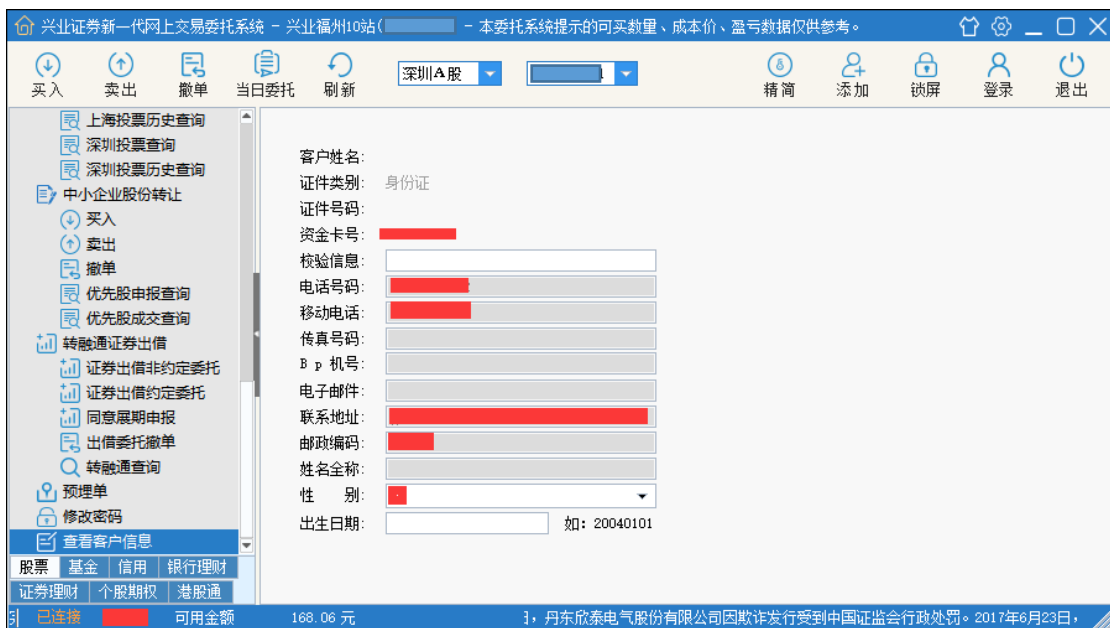 兴业证券新一代网上交易委托系统 - 兴业福州10站( - 本委托系统提示的可买数量、成本价、盈亏数据仅供参考。
买入 卖出 撤单 当日委托 刷新 深圳A股 精简 添加 锁屏 登录 退出
上海投票历史查询
深圳投票查询
深圳投票历史查询
中小企业股份转让
买入
卖出
撤单
优先股申报查询
优先股成交查询
转融通证券出借
证券出借非约定委托
证券出借约定委托
同意展期申报
出借委托撤单
转融通查询
预埋单
修改密码
查看客户信息
股票 基金 信用 银行理财
证券理财 个股期权 港股通
客户姓名:
证件类别: 身份证
证件号码:
资金卡号:
校验信息:
电话号码:
移动电话:
传真号码:
Bp机号:
电子邮件:
联系地址:
邮政编码:
姓名全称:
性 别:
出生日期: 如: 20040101
已连接 可用金额 168.06 元 , 丹东欣泰电气股份有限公司因欺诈发行受到中国证监会行政处罚。2017年6月23日,